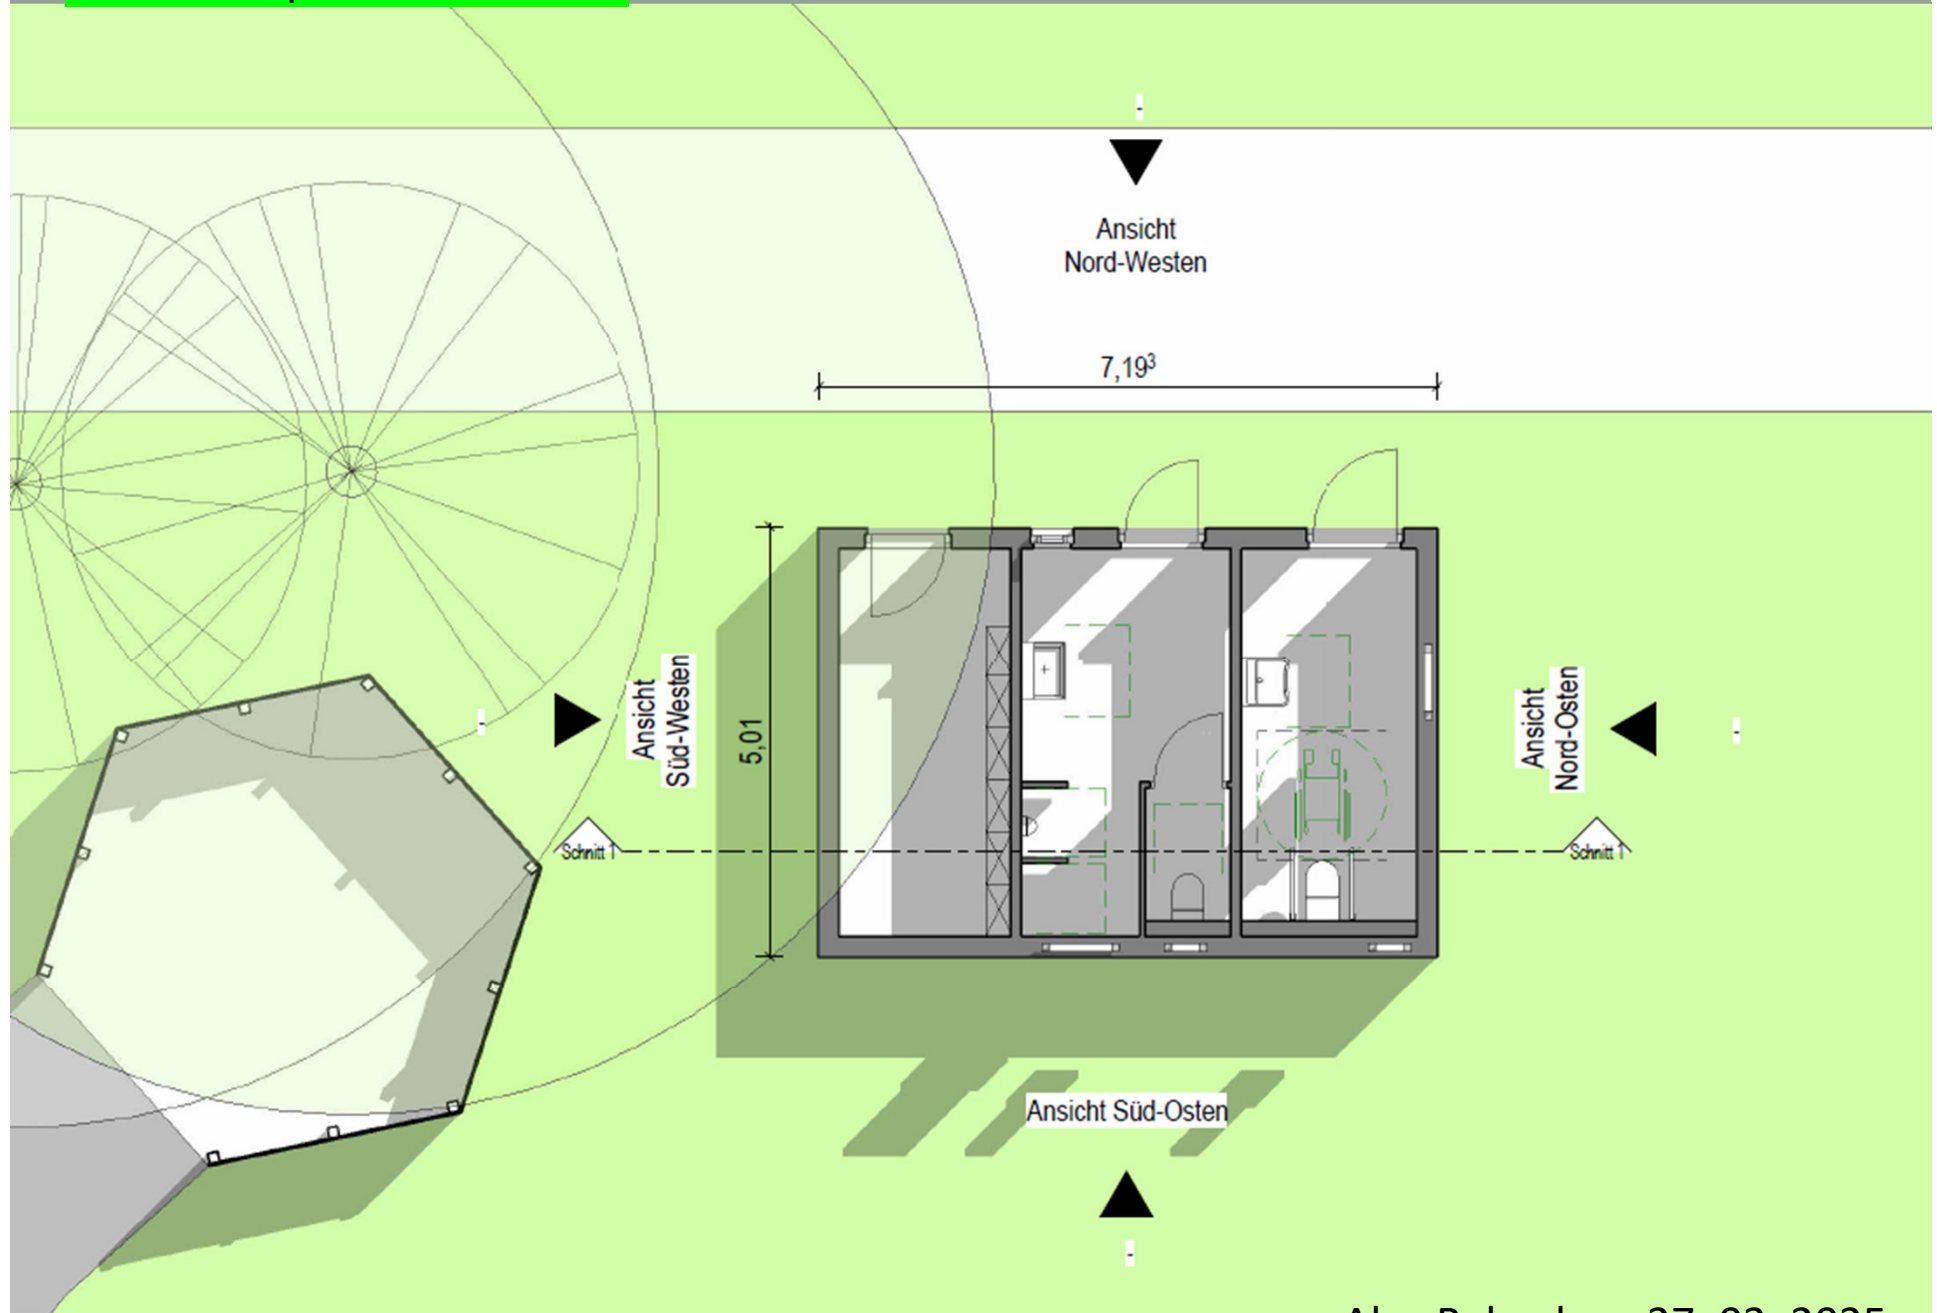 Ansicht
Nord-Westen
7,19³
5,01
Ansicht
Süd-Westen
Ansicht
Nord-Osten
Schnitt 1
Schnitt 1
Ansicht Süd-Osten